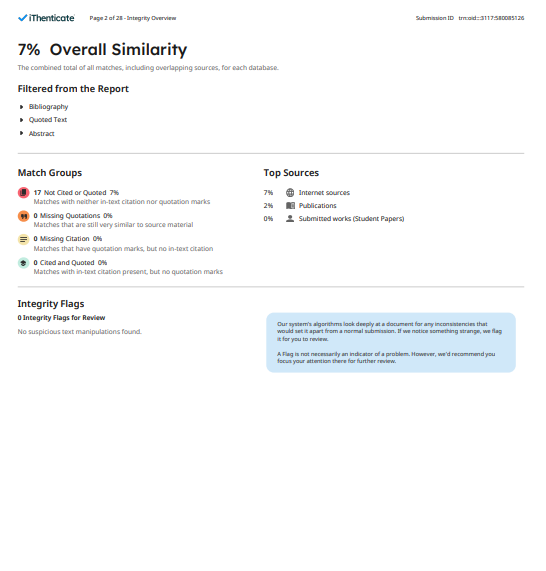 iThenticate Page 2 of 28 - Integrity Overview Submission ID trn:oid:::3117:580085126
7% Overall Similarity
The combined total of all matches, including overlapping sources, for each database.
Filtered from the Report
Bibliography
Quoted Text
Abstract
Match Groups
17 Not Cited or Quoted 7%
Matches with neither in-text citation nor quotation marks
0 Missing Quotations 0%
Matches that are still very similar to source material
0 Missing Citation 0%
Matches that have quotation marks, but no in-text citation
0 Cited and Quoted 0%
Matches with in-text citation present, but no quotation marks
Top Sources
7% Internet sources
2% Publications
0% Submitted works (Student Papers)
Integrity Flags
0 Integrity Flags for Review
No suspicious text manipulations found.
Our system's algorithms look deeply at a document for any inconsistencies that
would set it apart from a normal submission. If we notice something strange, we flag
it for you to review.
A Flag is not necessarily an indicator of a problem. However, we'd recommend you
focus your attention there for further review.